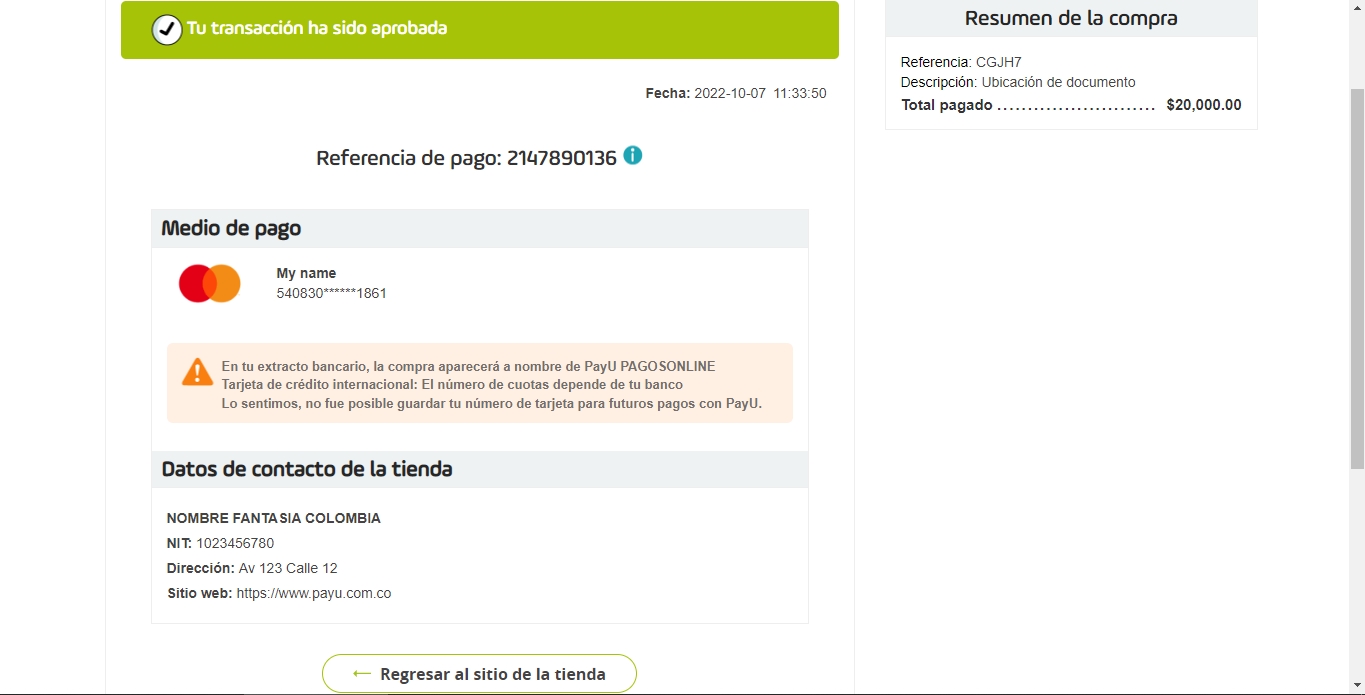 Tu transacción ha sido aprobada
Fecha: 2022-10-07 11:33:50
Referencia de pago: 2147890136
Medio de pago
My name
540830******1861
En tu extracto bancario, la compra aparecerá a nombre de PayU PAGOSONLINE
Tarjeta de crédito internacional: El número de cuotas depende de tu banco
Lo sentimos, no fue posible guardar tu número de tarjeta para futuros pagos con PayU.
Datos de contacto de la tienda
NOMBRE FANTASIA COLOMBIA
NIT: 1023456780
Dirección: Av 123 Calle 12
Sitio web: https://www.payu.com.co
← Regresar al sitio de la tienda
Resumen de la compra
Referencia: CGJH7
Descripción: Ubicación de documento
Total pagado ......................... $20,000.00